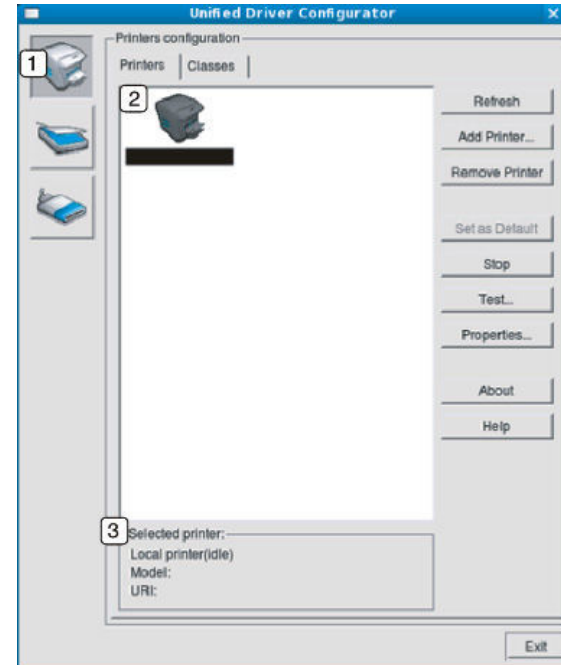 Unified Driver Configurator
Printers configuration
Printers
Classes
1
2
Refresh
Add Printer...
Remove Printer
Set as Default
Stop
Test...
Properties...
About
Help
3
Selected printer:
Local printer(idle)
Model:
URI:
Exit